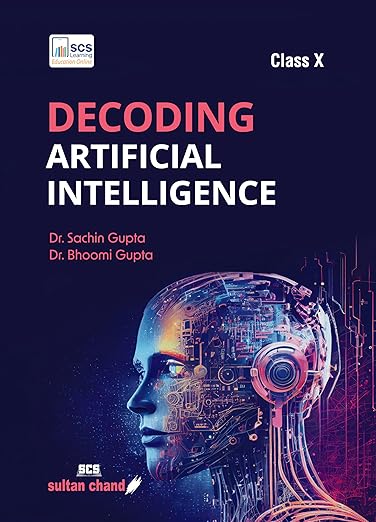 SCS
Learning
Education Online
Class X
DECODING
ARTIFICIAL
INTELLIGENCE
Dr. Sachin Gupta
Dr. Bhoomi Gupta
SCS
sultan chand